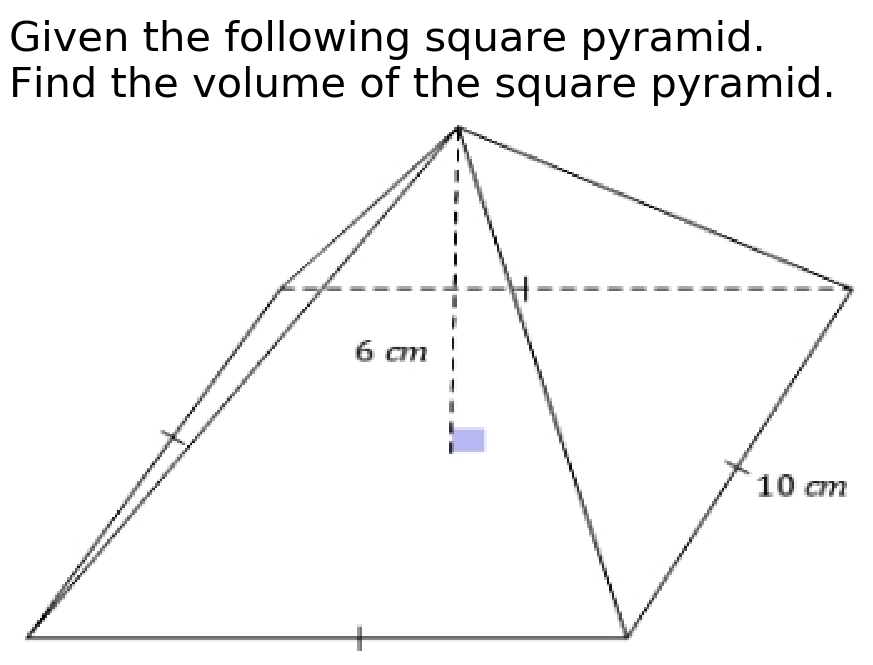 Given the following square pyramid.
Find the volume of the square pyramid.
6 cm
10 cm